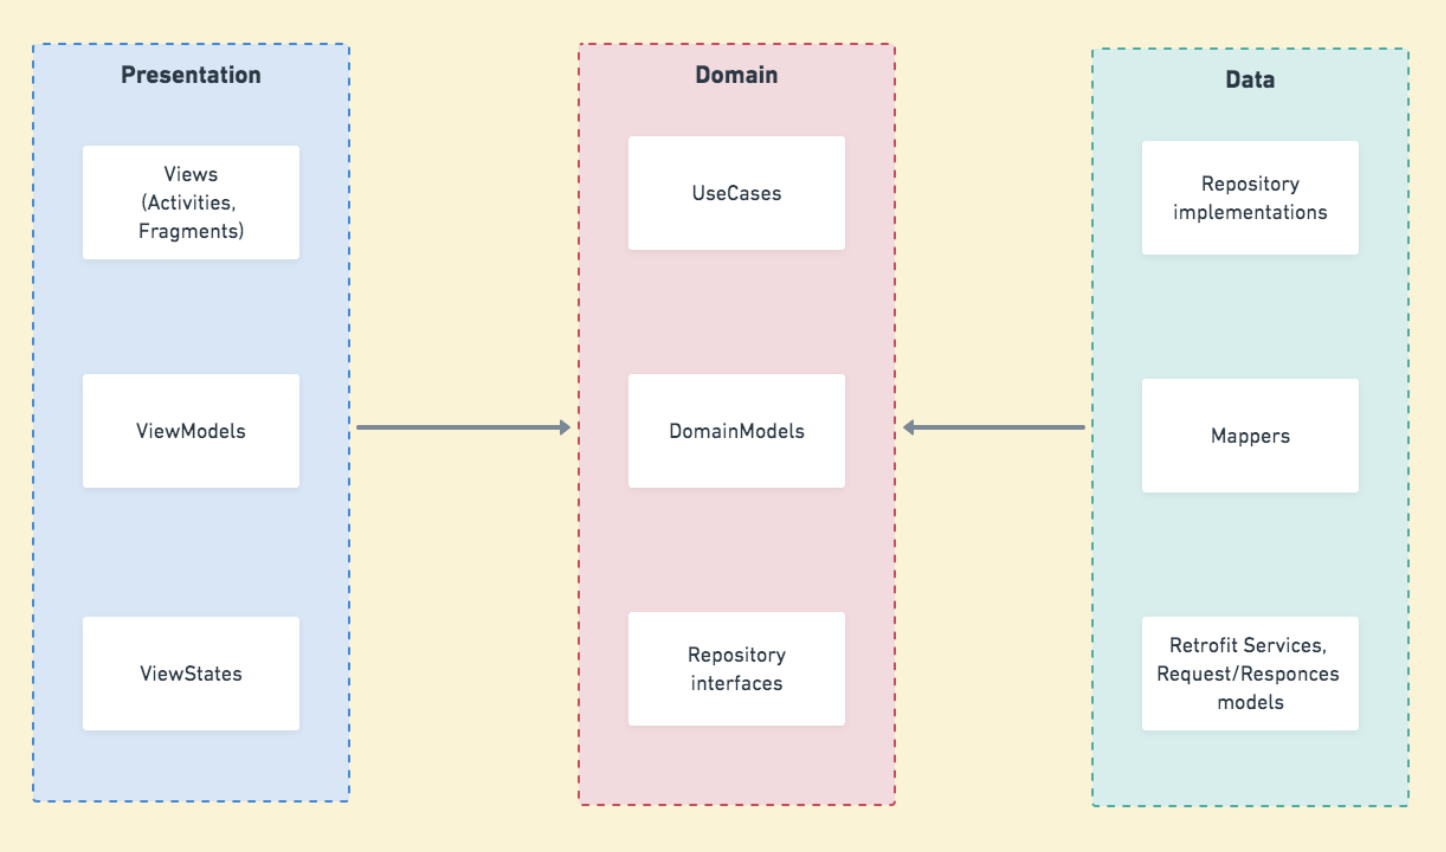 Presentation
Views
(Activities,
Fragments)
ViewModels
ViewStates
Domain
UseCases
DomainModels
Repository
interfaces
Data
Repository
implementations
Mappers
Retrofit Services,
Request/Responces
models